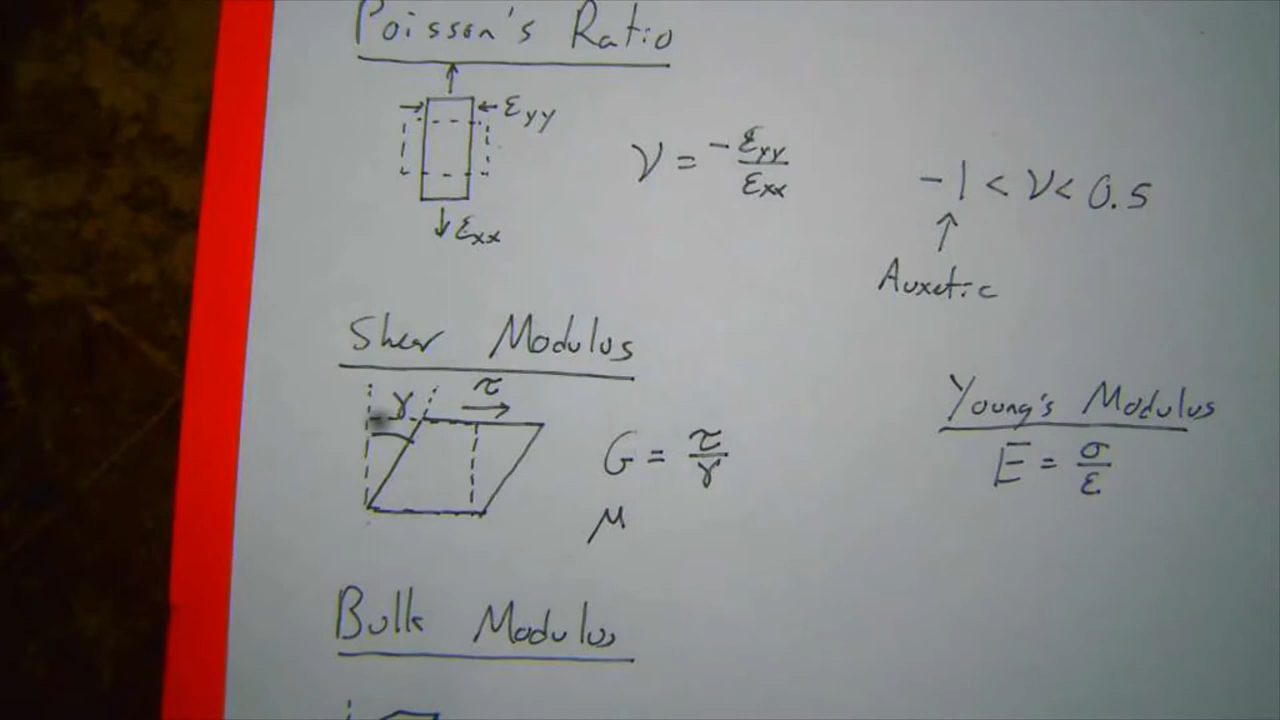 Poisson's Ratio
εyy
εxx
ν = -εyy/εxx
-1 < ν < 0.5
Auxetic
Shear Modulus
γ τ
G = τ/γ
μ
Young's Modulus
E = σ/ε
Bulk Modulus